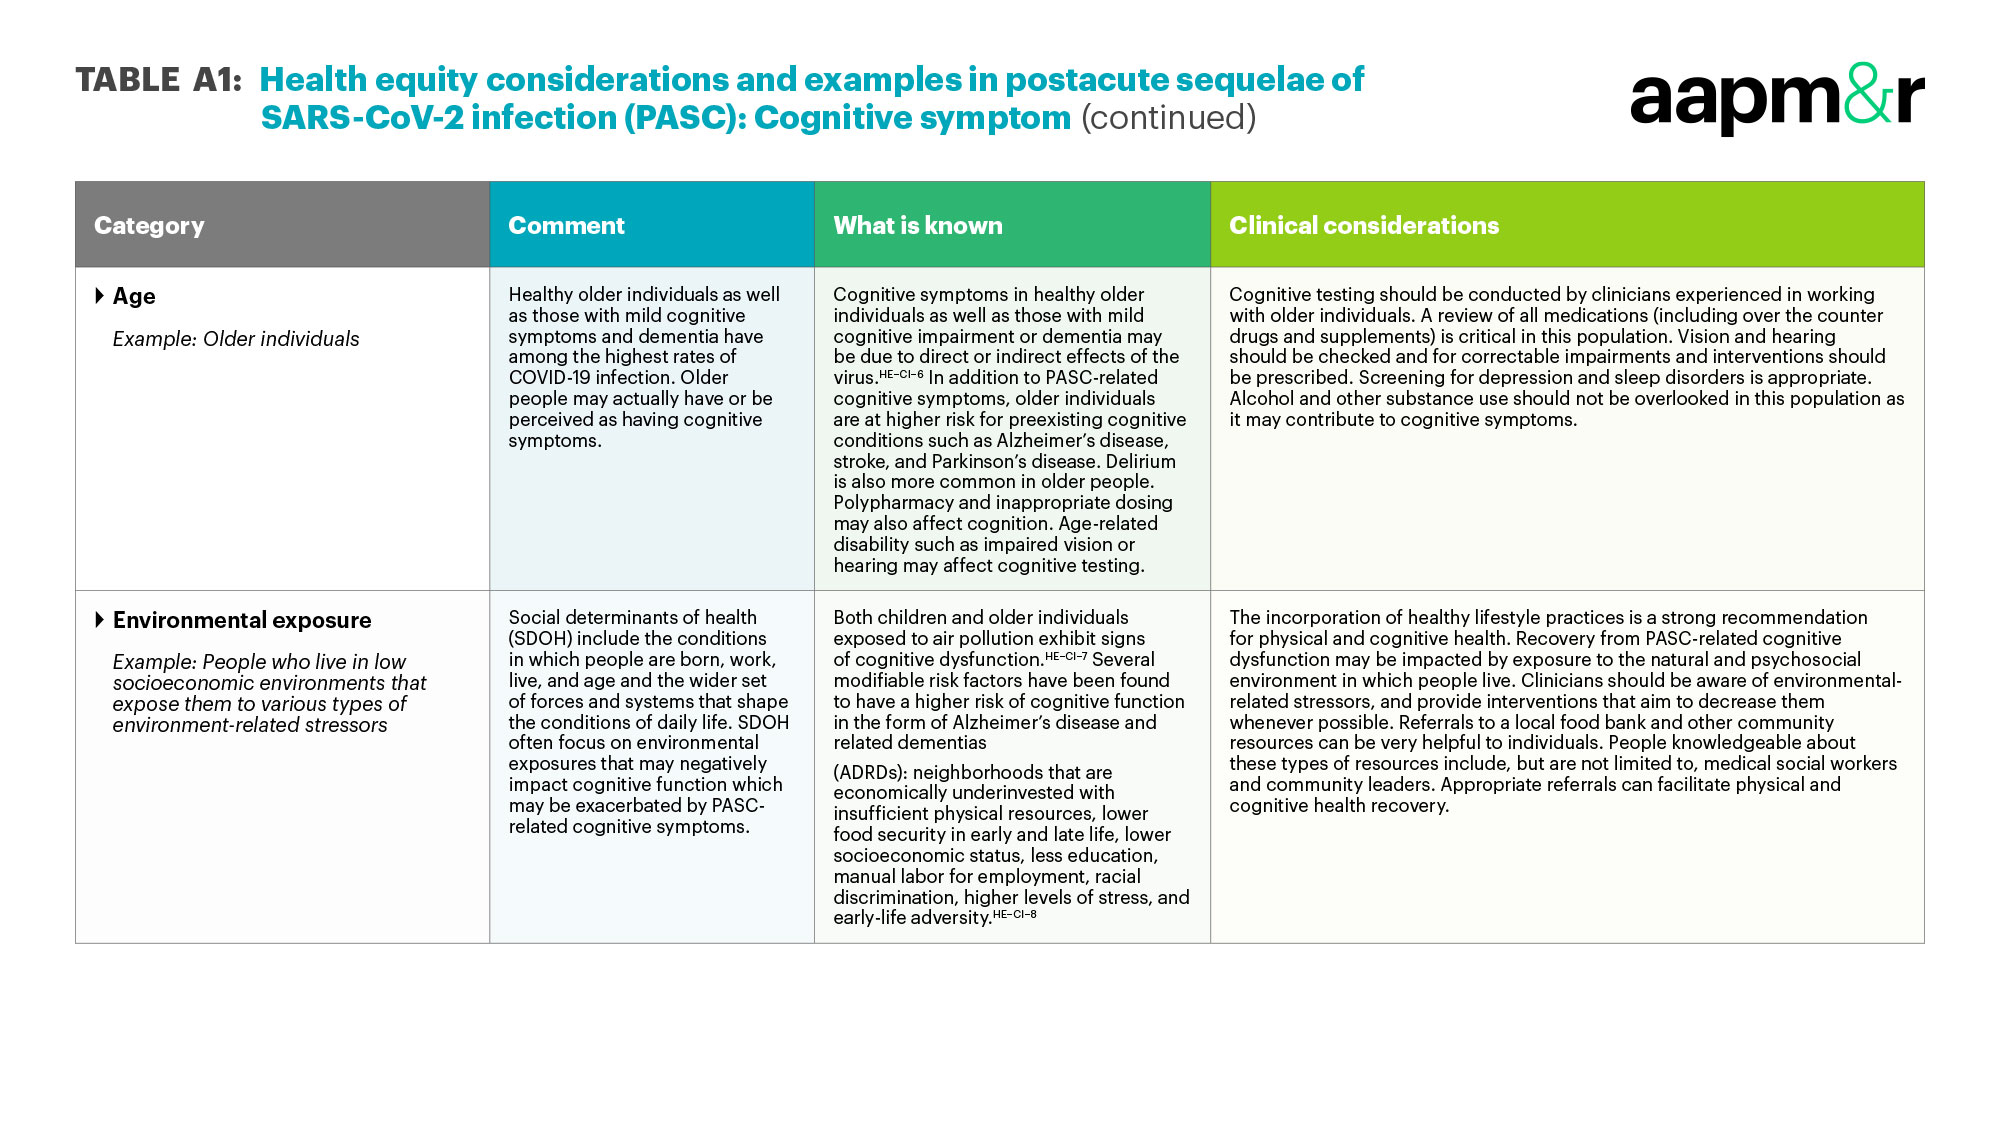 TABLE A1: Health equity considerations and examples in postacute sequelae of
SARS-CoV-2 infection (PASC): Cognitive symptom (continued)
aapm&r
Category
Comment
What is known
Clinical considerations
Age
Example: Older individuals
Healthy older individuals as well
as those with mild cognitive
symptoms and dementia have
among the highest rates of
COVID-19 infection. Older
people may actually have or be
perceived as having cognitive
symptoms.
Cognitive symptoms in healthy older
individuals as well as those with mild
cognitive impairment or dementia may
be due to direct or indirect effects of the
virus.HE–CI–6 In addition to PASC-related
cognitive symptoms, older individuals
are at higher risk for preexisting cognitive
conditions such as Alzheimer’s disease,
stroke, and Parkinson’s disease. Delirium
is also more common in older people.
Polypharmacy and inappropriate dosing
may also affect cognition. Age-related
disability such as impaired vision or
hearing may affect cognitive testing.
Cognitive testing should be conducted by clinicians experienced in working
with older individuals. A review of all medications (including over the counter
drugs and supplements) is critical in this population. Vision and hearing
should be checked and for correctable impairments and interventions should
be prescribed. Screening for depression and sleep disorders is appropriate.
Alcohol and other substance use should not be overlooked in this population as
it may contribute to cognitive symptoms.
Environmental exposure
Example: People who live in low
socioeconomic environments that
expose them to various types of
environment-related stressors
Social determinants of health
(SDOH) include the conditions
in which people are born, work,
live, and age and the wider set
of forces and systems that shape
the conditions of daily life. SDOH
often focus on environmental
exposures that may negatively
impact cognitive function which
may be exacerbated by PASC-
related cognitive symptoms.
Both children and older individuals
exposed to air pollution exhibit signs
of cognitive dysfunction.HE–CI–7 Several
modifiable risk factors have been found
to have a higher risk of cognitive function
in the form of Alzheimer’s disease and
related dementias
(ADRDs): neighborhoods that are
economically underinvested with
insufficient physical resources, lower
food security in early and late life, lower
socioeconomic status, less education,
manual labor for employment, racial
discrimination, higher levels of stress, and
early-life adversity.HE–CI–8
The incorporation of healthy lifestyle practices is a strong recommendation
for physical and cognitive health. Recovery from PASC-related cognitive
dysfunction may be impacted by exposure to the natural and psychosocial
environment in which people live. Clinicians should be aware of environmental-
related stressors, and provide interventions that aim to decrease them
whenever possible. Referrals to a local food bank and other community
resources can be very helpful to individuals. People knowledgeable about
these types of resources include, but are not limited to, medical social workers
and community leaders. Appropriate referrals can facilitate physical and
cognitive health recovery.